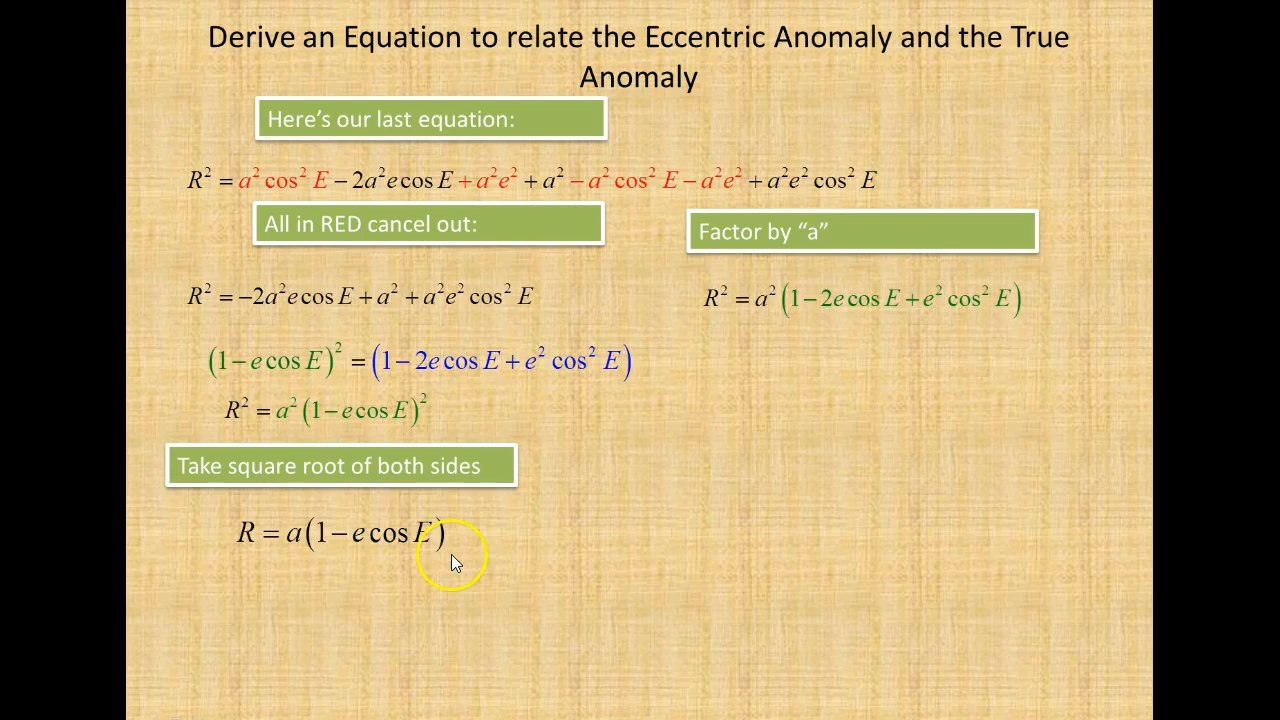 Derive an Equation to relate the Eccentric Anomaly and the True
Anomaly
Here's our last equation:
R² = a² cos² E − 2a²e cos E + a²e² + a² − a² cos² E − a²e² + a²e² cos² E
All in RED cancel out:
Factor by “a”
R² = −2a²e cos E + a² + a²e² cos² E
R² = a² (1 − 2e cos E + e² cos² E)
(1 − e cos E)² = (1 − 2e cos E + e² cos² E)
R² = a² (1 − e cos E)²
Take square root of both sides
R = a(1 − e cos E)